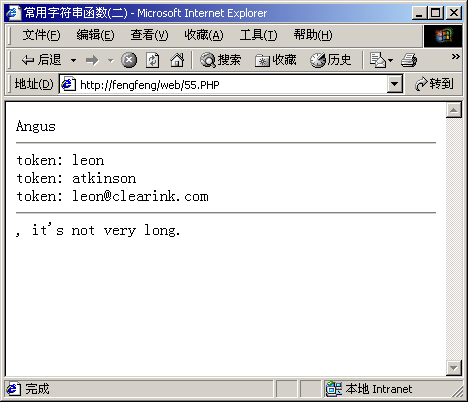 常用字符串函数(二) - Microsoft Internet Explorer
文件(F) 编辑(E) 查看(V) 收藏(A) 工具(T) 帮助(H)
后退 搜索 收藏 历史
地址(D) http://fengfeng/web/55.PHP 转到
Angus
token: leon
token: atkinson
token: leon@clearink.com
, it's not very long.
完成 本地 Intranet